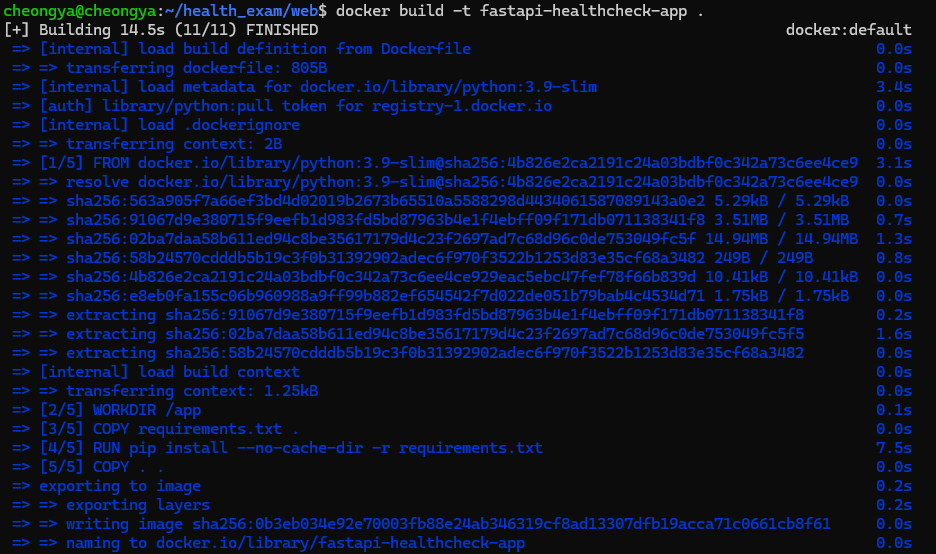 cheongya@cheongya:~/health_exam/web$ docker build -t fastapi-healthcheck-app .
[+] Building 14.5s (11/11) FINISHED docker:default
=> [internal] load build definition from Dockerfile 0.0s
=> => transferring dockerfile: 805B 0.0s
=> [internal] load metadata for docker.io/library/python:3.9-slim 3.4s
=> [auth] library/python:pull token for registry-1.docker.io 0.0s
=> [internal] load .dockerignore 0.0s
=> => transferring context: 2B 0.0s
=> [1/5] FROM docker.io/library/python:3.9-slim@sha256:4b826e2ca2191c24a03bdbf0c342a73c6ee4ce9 3.1s
=> => resolve docker.io/library/python:3.9-slim@sha256:4b826e2ca2191c24a03bdbf0c342a73c6ee4ce9 0.0s
=> => sha256:563a905f7a66ef3bd4d02019b2673b65510a5588298d4434061587089143a0e2 5.29kB / 5.29kB 0.0s
=> => sha256:91067d9e380715f9eefb1d983fd5bd87963b4e1f4ebff09f171db071138341f8 3.51MB / 3.51MB 0.7s
=> => sha256:02ba7daa58b611ed94c8be35617179d4c23f2697ad7c68d96c0de753049fc5f 14.94MB / 14.94MB 1.3s
=> => sha256:58b24570cdddb5b19c3f0b31392902adec6f970f3522b1253d83e35cf68a3482 249B / 249B 0.8s
=> => sha256:4b826e2ca2191c24a03bdbf0c342a73c6ee4ce929eac5ebc47fef78f66b839d 10.41kB / 10.41kB 0.0s
=> => sha256:e8eb0fa155c06b960988a9ff99b882ef654542f7d022de051b79bab4c4534d71 1.75kB / 1.75kB 0.0s
=> => extracting sha256:91067d9e380715f9eefb1d983fd5bd87963b4e1f4ebff09f171db071138341f8 0.2s
=> => extracting sha256:02ba7daa58b611ed94c8be35617179d4c23f2697ad7c68d96c0de753049fc5f5 1.6s
=> => extracting sha256:58b24570cdddb5b19c3f0b31392902adec6f970f3522b1253d83e35cf68a3482 0.0s
=> [internal] load build context 0.0s
=> => transferring context: 1.25kB 0.0s
=> [2/5] WORKDIR /app 0.1s
=> [3/5] COPY requirements.txt . 0.0s
=> [4/5] RUN pip install --no-cache-dir -r requirements.txt 7.5s
=> [5/5] COPY . . 0.0s
=> exporting to image 0.2s
=> => exporting layers 0.2s
=> => writing image sha256:0b3eb034e92e70003fb88e24ab346319cf8ad13307dfb19acca71c0661cb8f61 0.0s
=> => naming to docker.io/library/fastapi-healthcheck-app 0.0s